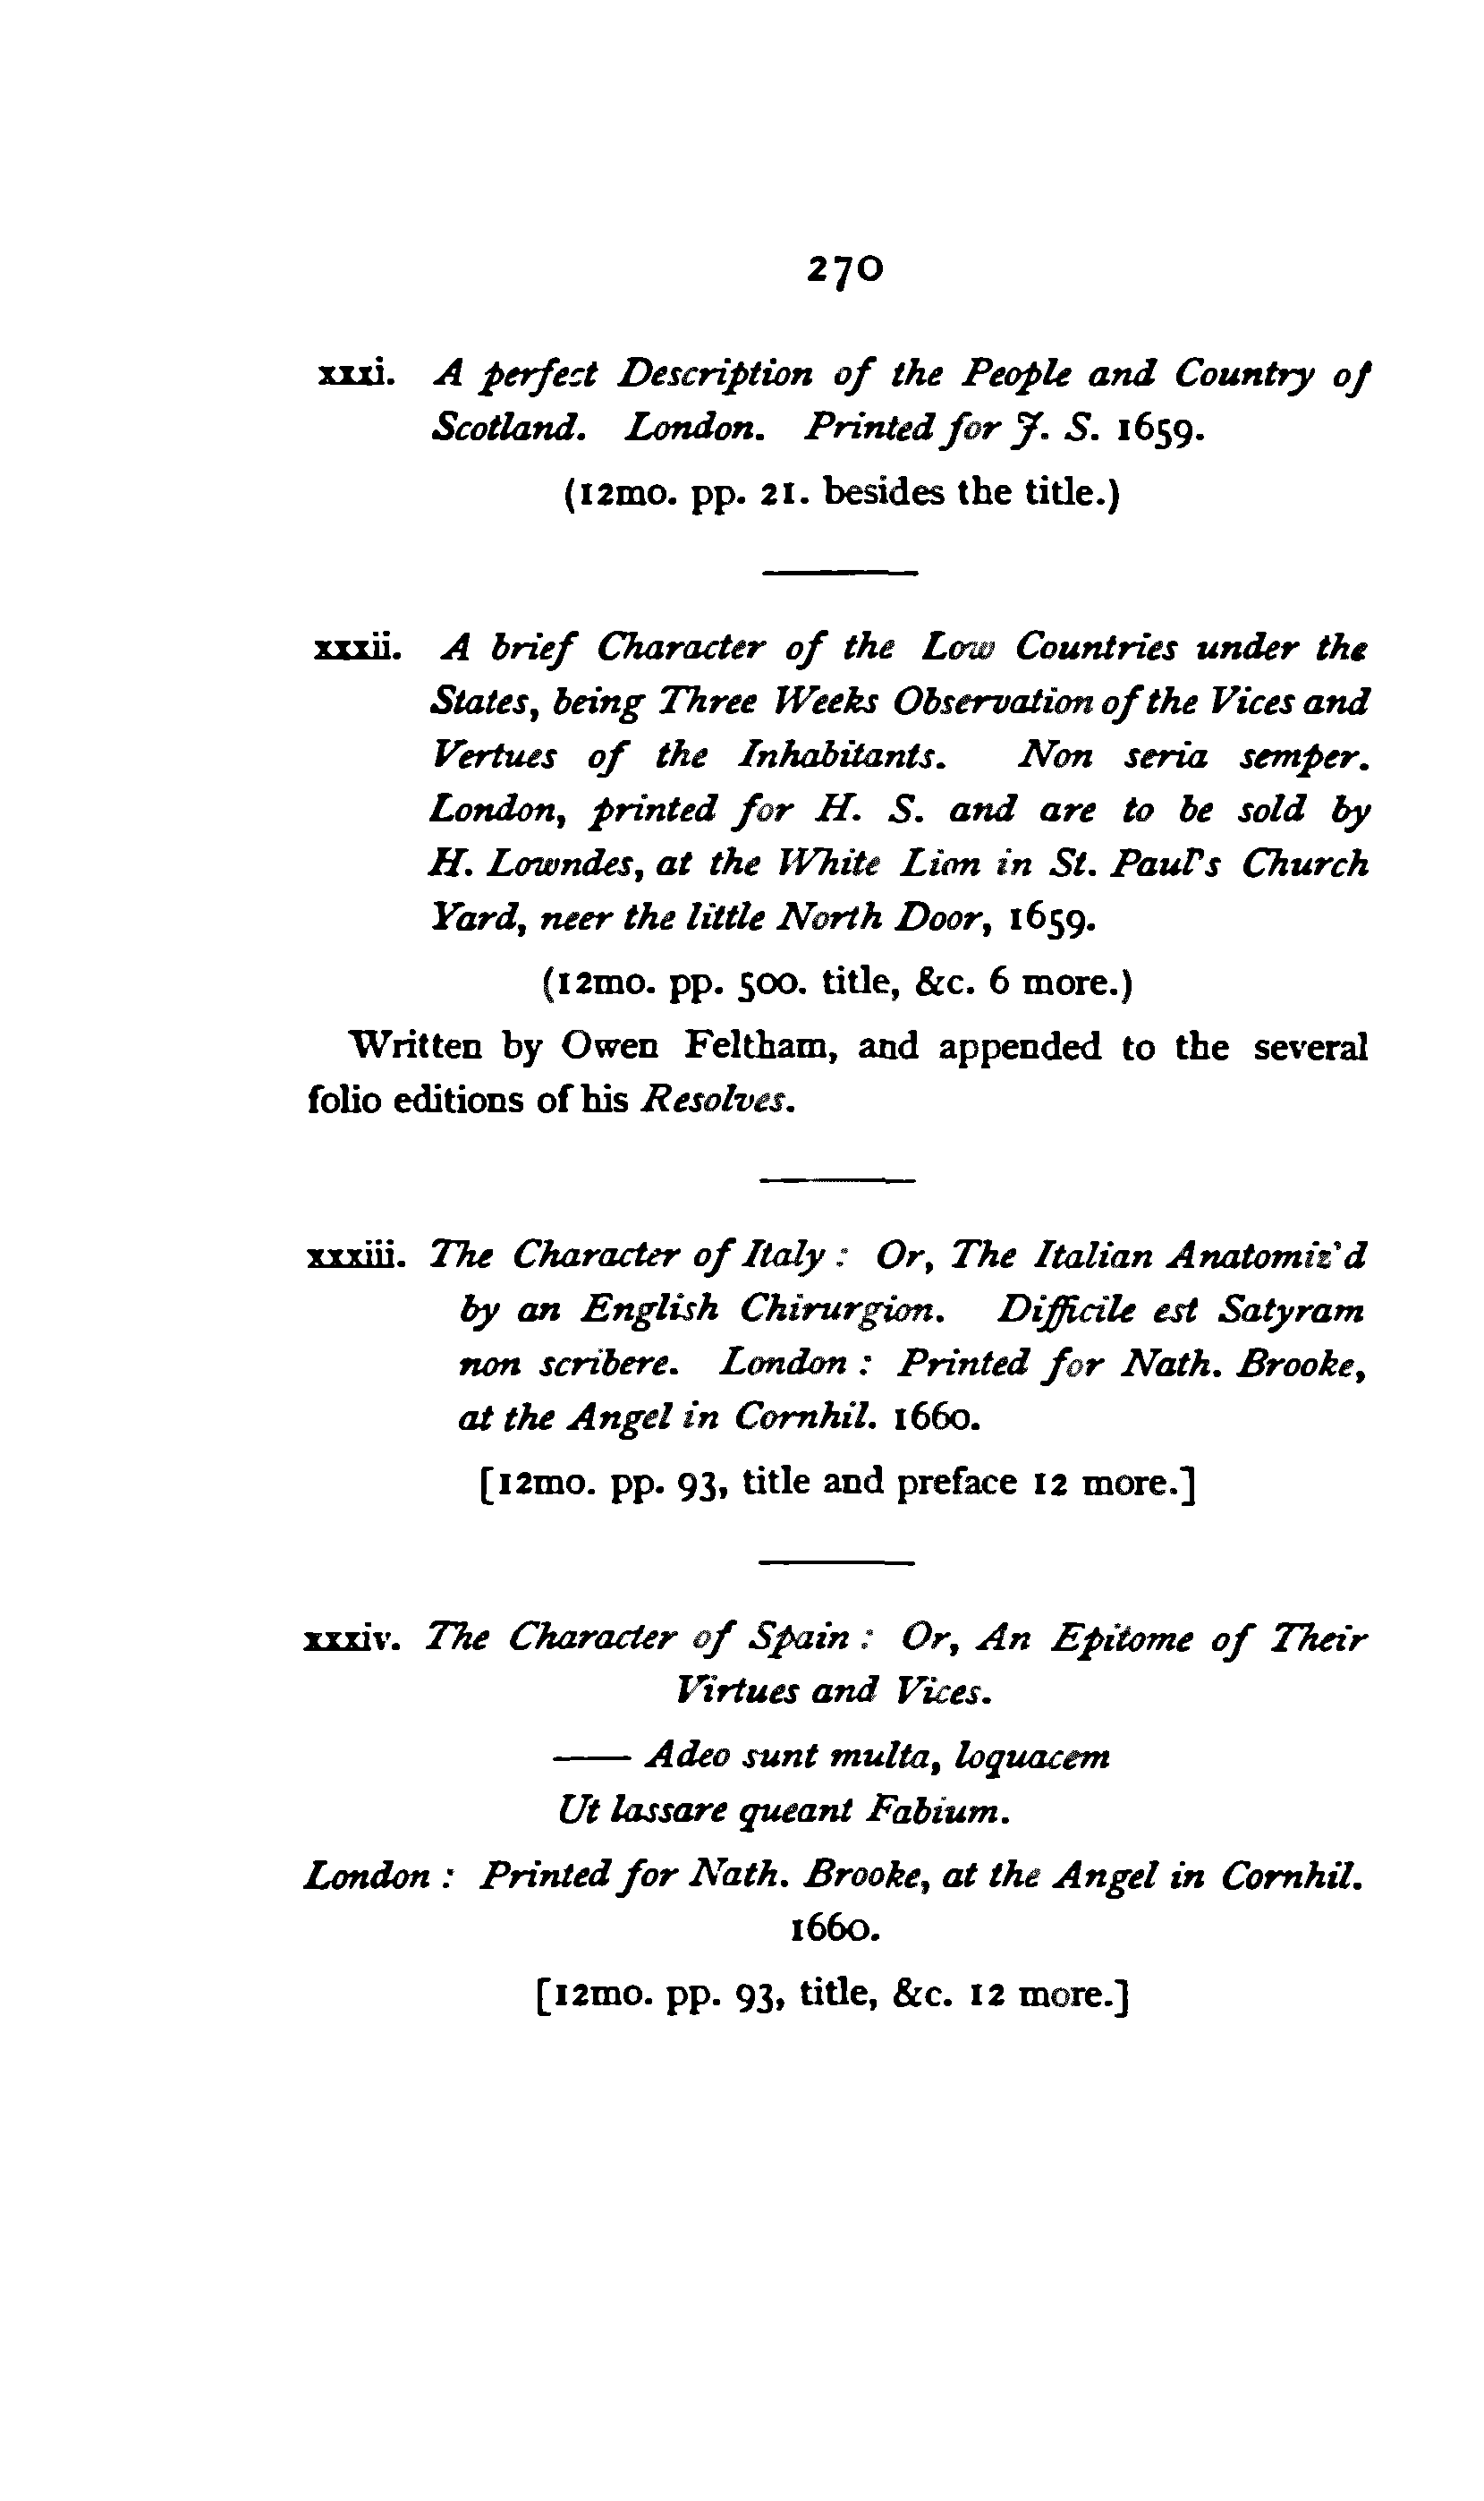 270
xxxi. A perfect Description of the People and Country of
Scotland. London. Printed for J. S. 1659.
(12mo. pp. 21. besides the title.)
xxxii. A brief Character of the Low Countries under the
States, being Three Weeks Observation of the Vices and
Vertues of the Inhabitants. Non seria semper.
London, printed for H. S. and are to be sold by
H. Lowndes, at the White Lion in St. Paul's Church
Yard, neer the little North Door, 1659.
(12mo. pp. 500. title, &c. 6 more.)
Written by Owen Feltham, and appended to the several
folio editions of his Resolves.
xxxiii. The Character of Italy : Or, The Italian Anatomiz'd
by an English Chirurgion. Difficile est Satyram
non scribere. London : Printed for Nath. Brooke,
at the Angel in Cornhil. 1660.
[12mo. pp. 93, title and preface 12 more.]
xxxiv. The Character of Spain : Or, An Epitome of Their
Virtues and Vices.
—— Adeo sunt multa, loquacem
Ut lassare queant Fabium.
London : Printed for Nath. Brooke, at the Angel in Cornhil.
1660.
[12mo. pp. 93, title, &c. 12 more.]